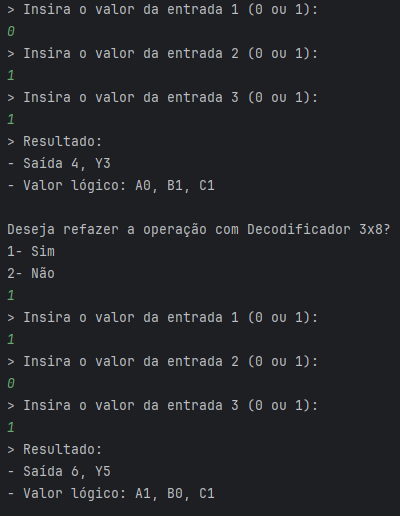 > Insira o valor da entrada 1 (0 ou 1):
0
> Insira o valor da entrada 2 (0 ou 1):
1
> Insira o valor da entrada 3 (0 ou 1):
1
> Resultado:
- Saída 4, Y3
- Valor lógico: A0, B1, C1
Deseja refazer a operação com Decodificador 3x8?
1- Sim
2- Não
1
> Insira o valor da entrada 1 (0 ou 1):
1
> Insira o valor da entrada 2 (0 ou 1):
0
> Insira o valor da entrada 3 (0 ou 1):
1
> Resultado:
- Saída 6, Y5
- Valor lógico: A1, B0, C1